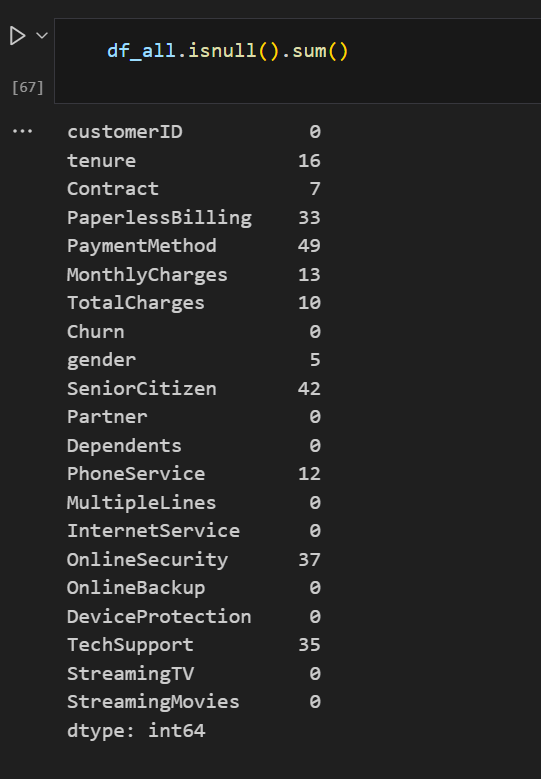 df_all.isnull().sum()
[67]
...
customerID 0
tenure 16
Contract 7
PaperlessBilling 33
PaymentMethod 49
MonthlyCharges 13
TotalCharges 10
Churn 0
gender 5
SeniorCitizen 42
Partner 0
Dependents 0
PhoneService 12
MultipleLines 0
InternetService 0
OnlineSecurity 37
OnlineBackup 0
DeviceProtection 0
TechSupport 35
StreamingTV 0
StreamingMovies 0
dtype: int64